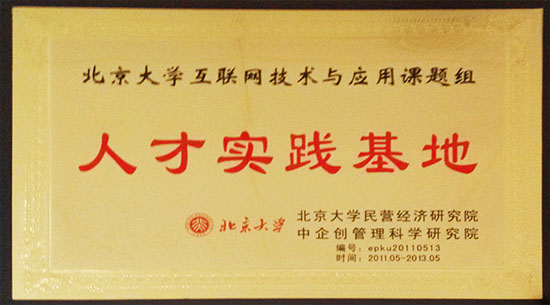 北京大学互联网技术与应用课题组
人才实践基地
北京大学
北京大学民营经济研究院
中企创管理科学研究院
编号：epku20110513
时间：2011.05-2013.05